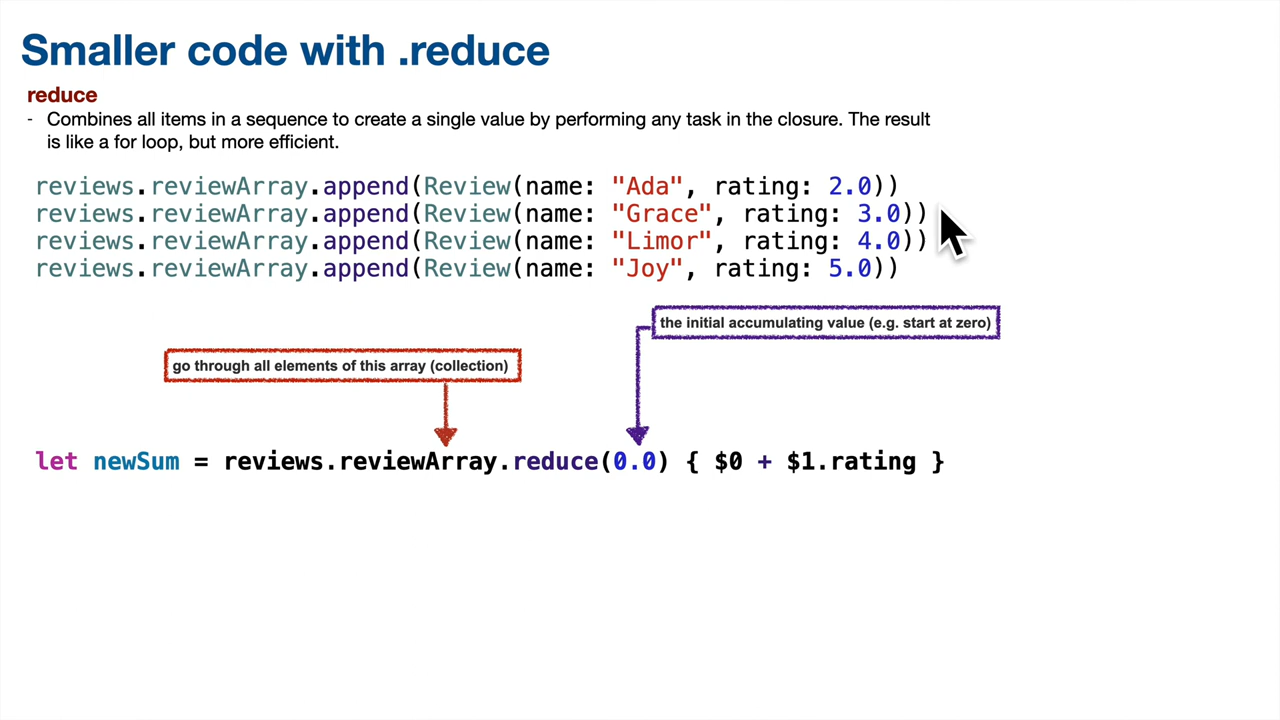 Smaller code with .reduce
reduce
- Combines all items in a sequence to create a single value by performing any task in the closure. The result
is like a for loop, but more efficient.
reviews.reviewArray.append(Review(name: "Ada", rating: 2.0))
reviews.reviewArray.append(Review(name: "Grace", rating: 3.0))
reviews.reviewArray.append(Review(name: "Limor", rating: 4.0))
reviews.reviewArray.append(Review(name: "Joy", rating: 5.0))
the initial accumulating value (e.g. start at zero)
go through all elements of this array (collection)
let newSum = reviews.reviewArray.reduce(0.0) { $0 + $1.rating }